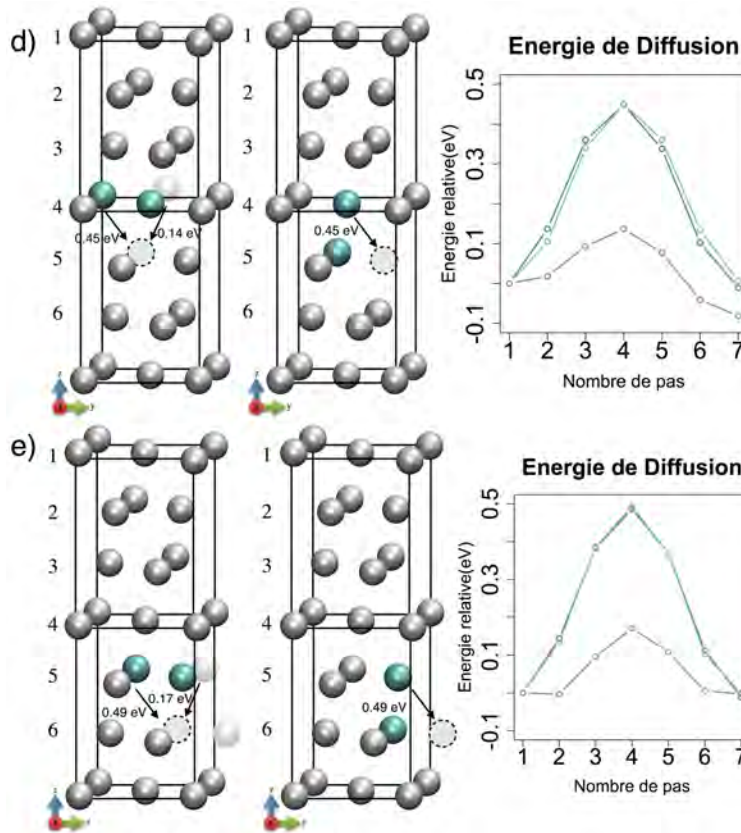 d)
1
2
3
4
5
6
0.45 eV
0.14 eV
z
y
1
2
3
4
5
6
0.45 eV
z
y
Energie de Diffusion
Energie relative(eV)
0.5
0.3
0.1
-0.1
1 2 3 4 5 6 7
Nombre de pas
e)
1
2
3
4
5
6
0.49 eV
0.17 eV
z
y
1
2
3
4
5
6
0.49 eV
z
y
Energie de Diffusion
Energie relative(eV)
0.5
0.3
0.1
-0.1
1 2 3 4 5 6 7
Nombre de pas